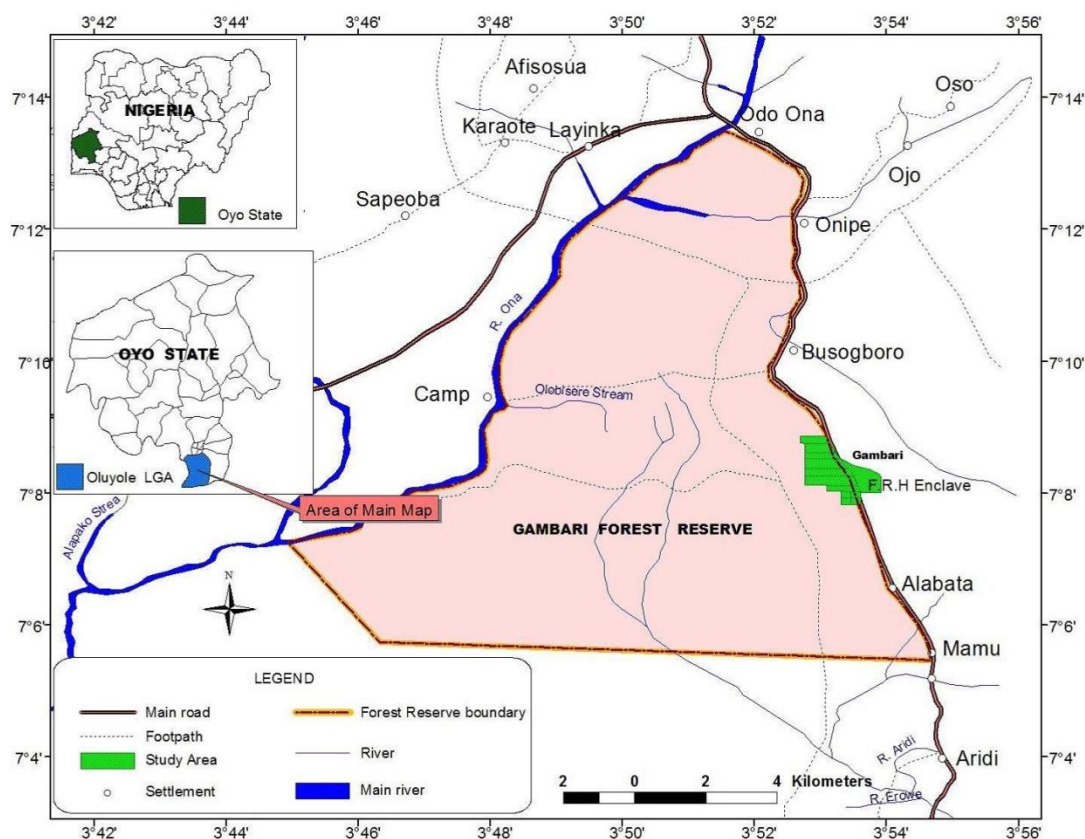 3°42'
3°44'
3°46'
3°48'
3°50'
3°52'
3°54'
3°56'
7°14'
7°14'
NIGERIA
Oyo State
Afisosua
Karaote
Layinka
Odo Ona
Oso
Ojo
Sapeoba
7°12'
Onipe
7°12'
R. Ona
OYO STATE
7°10'
Busogboro
7°10'
Camp
Olobisere Stream
Gambari
F.R.H Enclave
Oluyole LGA
7°8'
7°8'
Area of Main Map
Alapako Strea
GAMBARI FOREST RESERVE
Alabata
N
7°6'
7°6'
Mamu
LEGEND
Main road
Forest Reserve boundary
Footpath
River
Study Area
Settlement
Main river
7°4'
7°4'
R. Aridi
Aridi
R. Erowe
2 0 2 4 Kilometers
3°42'
3°44'
3°46'
3°48'
3°50'
3°52'
3°54'
3°56'